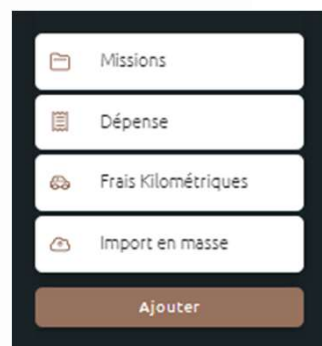 Missions
Dépense
Frais Kilométriques
Import en masse
Ajouter